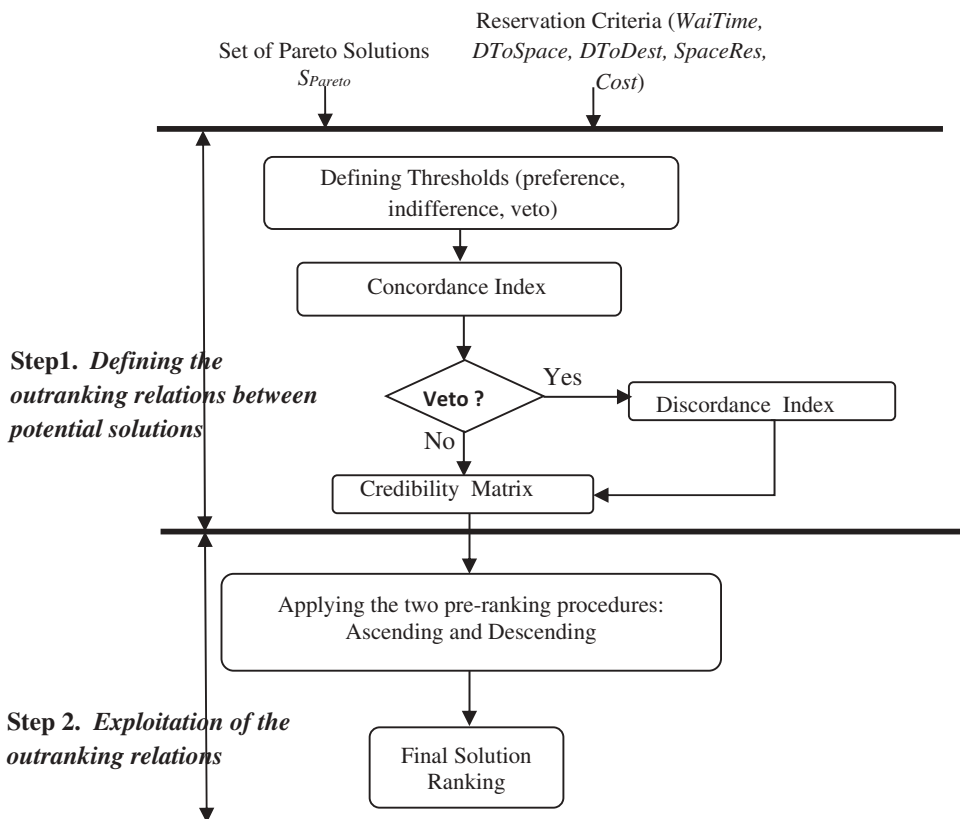 Set of Pareto Solutions
SPareto
Reservation Criteria (WaiTime,
DToSpace, DToDest, SpaceRes,
Cost)
Defining Thresholds (preference,
indifference, veto)
Concordance Index
Step1. Defining the
outranking relations between
potential solutions
Veto ?
Yes
Discordance Index
No
Credibility Matrix
Applying the two pre-ranking procedures:
Ascending and Descending
Step 2. Exploitation of the
outranking relations
Final Solution
Ranking